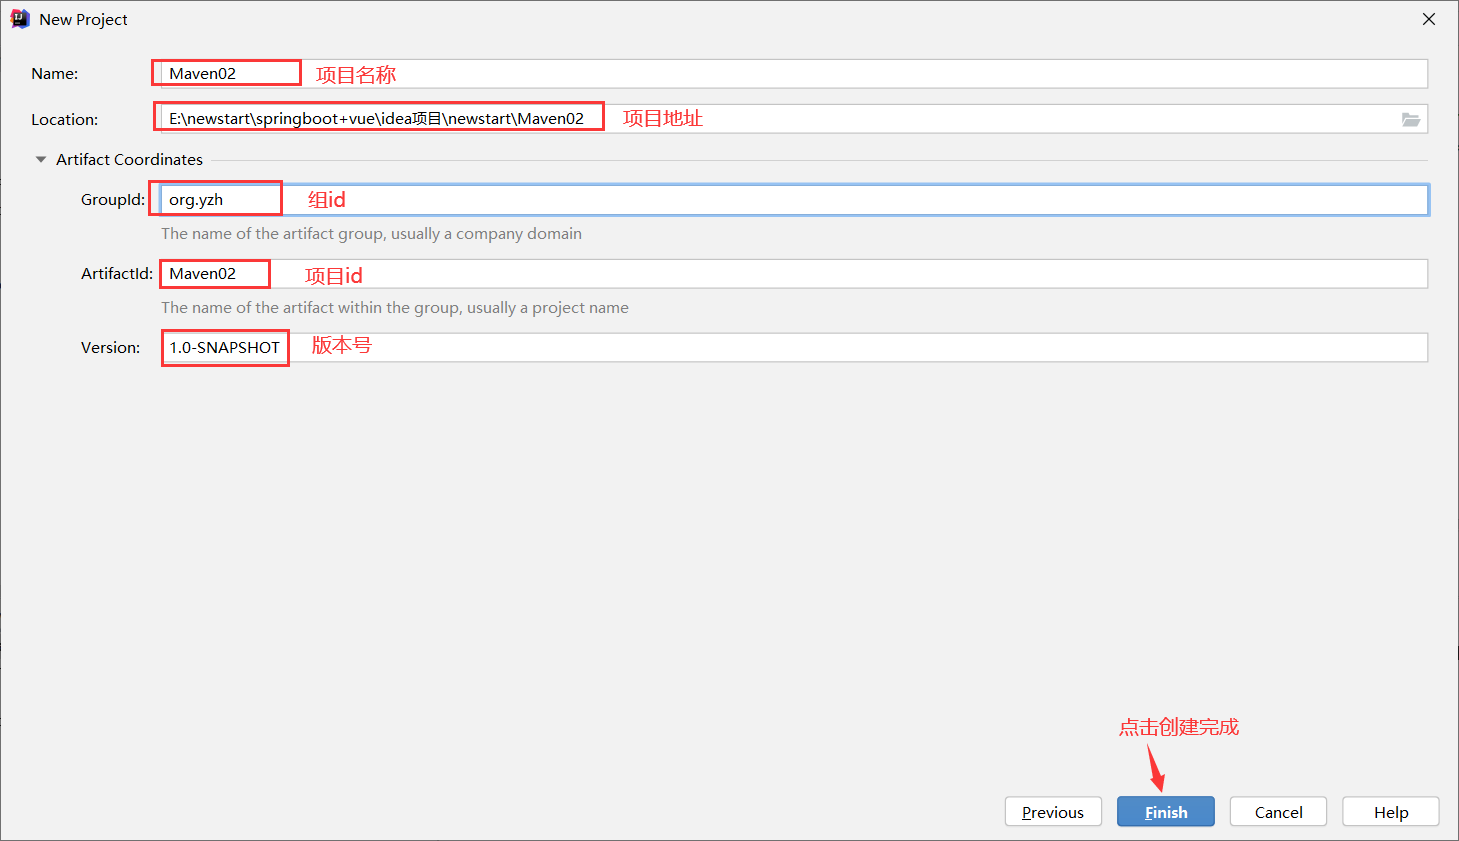 New Project
Name: Maven02 项目名称
Location: E:\newstart\springboot+vue\idea项目\newstart\Maven02 项目地址
Artifact Coordinates
GroupId: org.yzh 组id
The name of the artifact group, usually a company domain
ArtifactId: Maven02 项目id
The name of the artifact within the group, usually a project name
Version: 1.0-SNAPSHOT 版本号
点击创建完成
Previous Finish Cancel Help